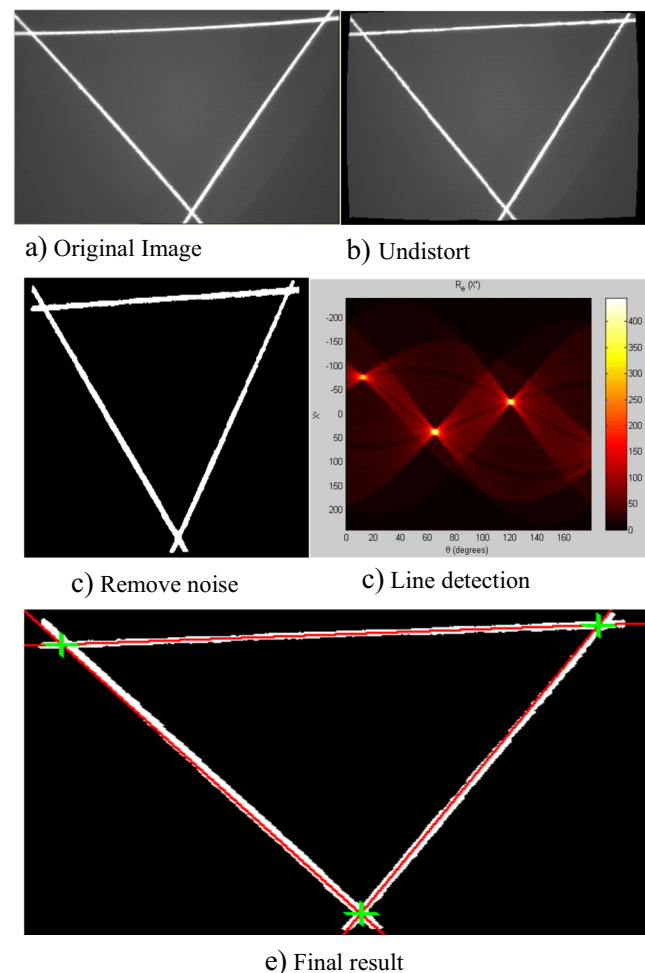 a) Original Image
b) Undistort
c) Remove noise
R_θ (X')
-200
-150
-100
-50
0
50
100
150
200
X'
0 20 40 60 80 100 120 140 160
θ (degrees)
400
350
300
250
200
150
100
50
0
c) Line detection
e) Final result